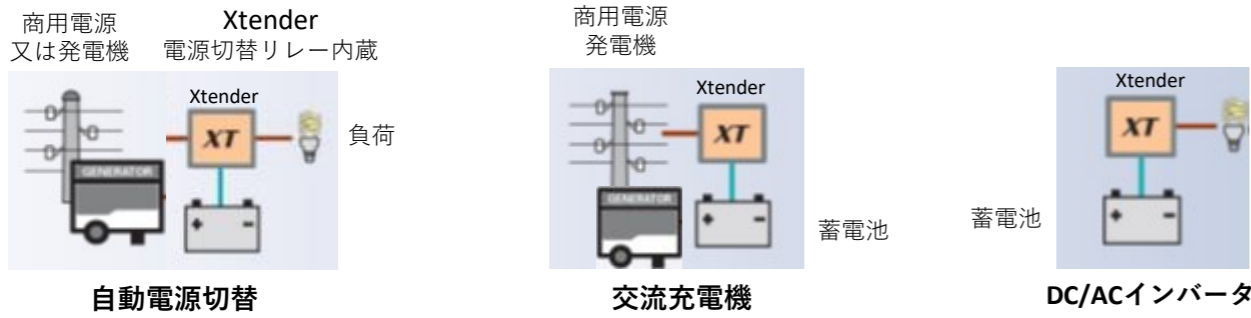 商用電源
又は発電機
Xtender
電源切替リレー内蔵
Xtender
XT
GENERATOR
負荷
+ -
自動電源切替
商用電源
発電機
Xtender
XT
GENERATOR
+ -
蓄電池
交流充電機
Xtender
XT
蓄電池
+ -
DC/ACインバータ